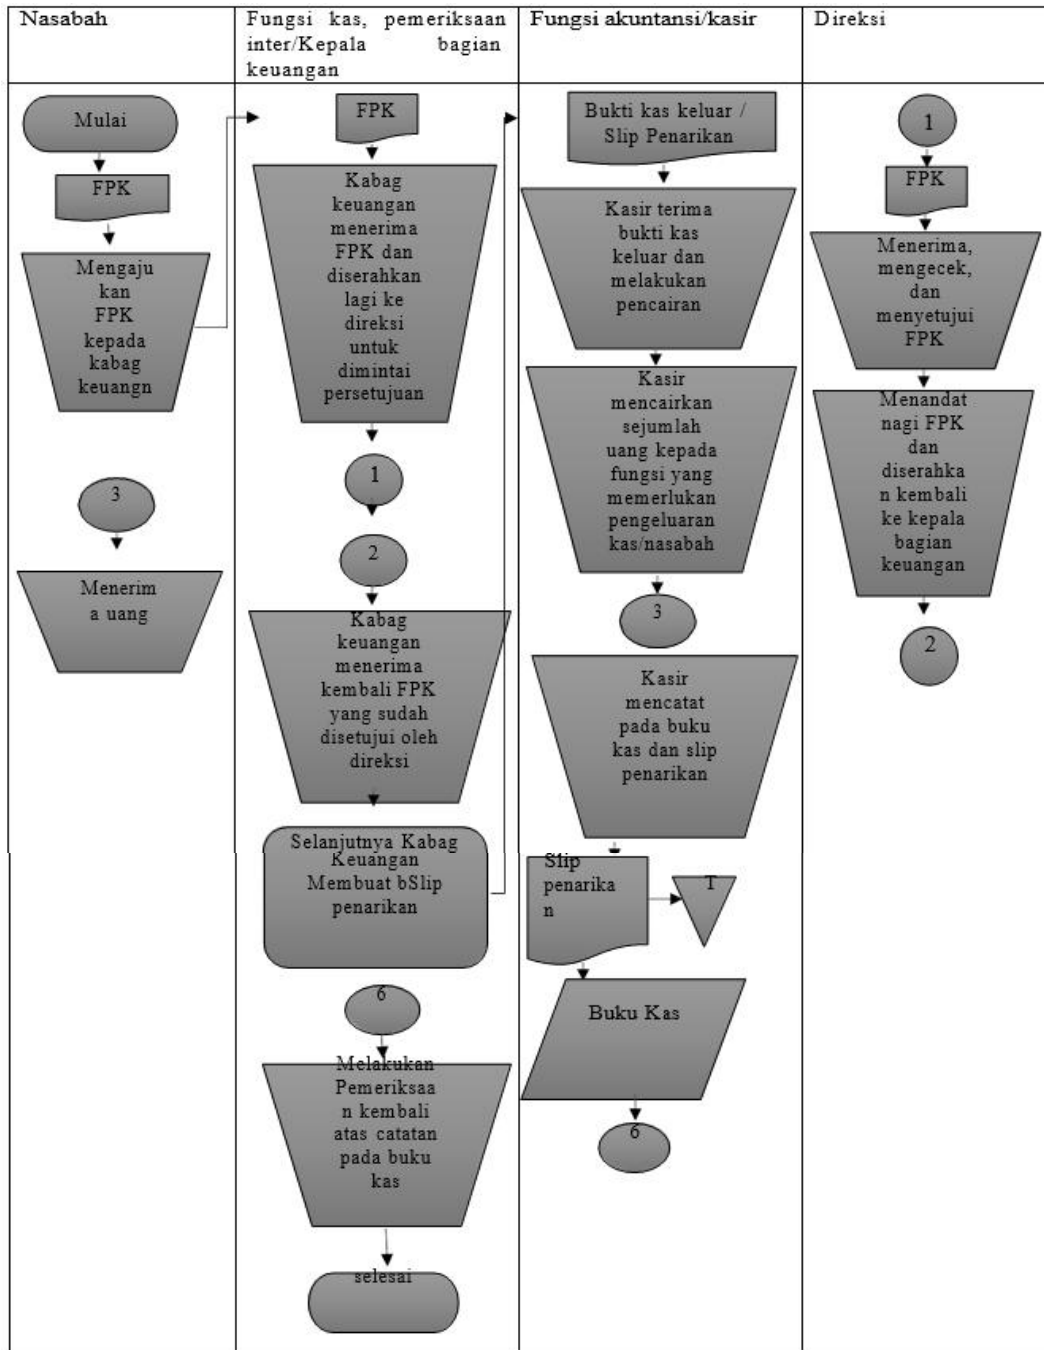 Nasabah
Fungsi kas, pemeriksaan
inter/Kepala bagian
keuangan
Fungsi akuntansi/kasir
Direksi
Mulai
FPK
Mengaju
kan
FPK
kepada
kabag
keuangn
3
Menerim
a uang
FPK
Kabag
keuangan
menerima
FPK dan
diserahkan
lagi ke
direksi
untuk
dimintai
persetujuan
1
2
Kabag
keuangan
menerima
kembali FPK
yang sudah
disetujui oleh
direksi
Selanjutnya Kabag
Keuangan
Membuat bSlip
penarikan
6
Melakukan
Pemeriksaa
n kembali
atas catatan
pada buku
kas
selesai
Bukti kas keluar /
Slip Penarikan
Kasir terima
bukti kas
keluar dan
melakukan
pencairan
Kasir
mencairkan
sejumlah
uang kepada
fungsi yang
memerlukan
pengeluaran
kas/nasabah
3
Kasir
mencatat
pada buku
kas dan slip
penarikan
Slip
penarika
n
T
Buku Kas
6
1
FPK
Menerima,
mengecek,
dan
menyetujui
FPK
Menandat
nagi FPK
dan
diserahka
n kembali
ke kepala
bagian
keuangan
2